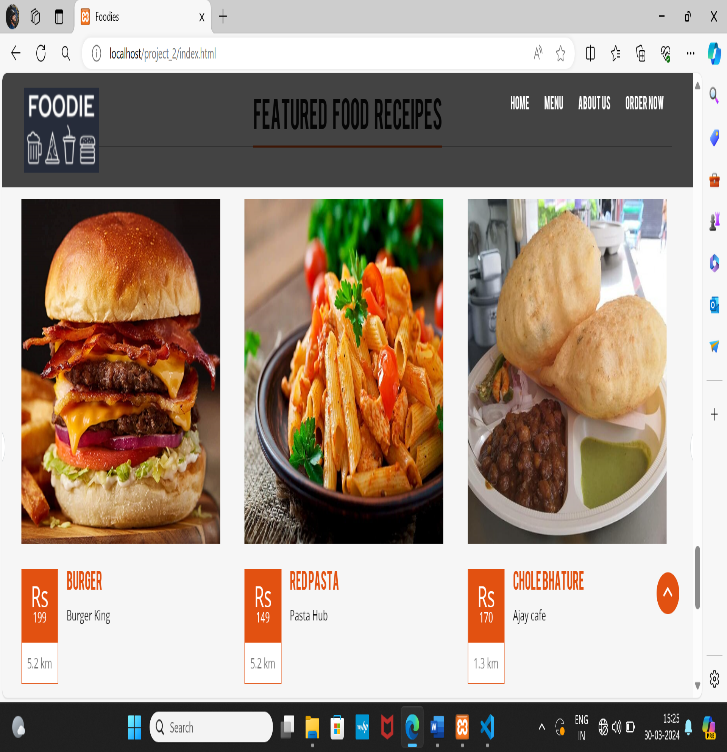 Foodies
localhost/project_2/index.html
FOODIE
FEATURED FOOD RECEIPES
HOME MENU ABOUT US ORDER NOW
Rs
199
5.2 km
BURGER
Burger King
Rs
149
5.2 km
RED PASTA
Pasta Hub
Rs
170
1.3 km
CHOLE BHATURE
Ajay cafe
Search
ENG
IN
15:25
30-03-2024